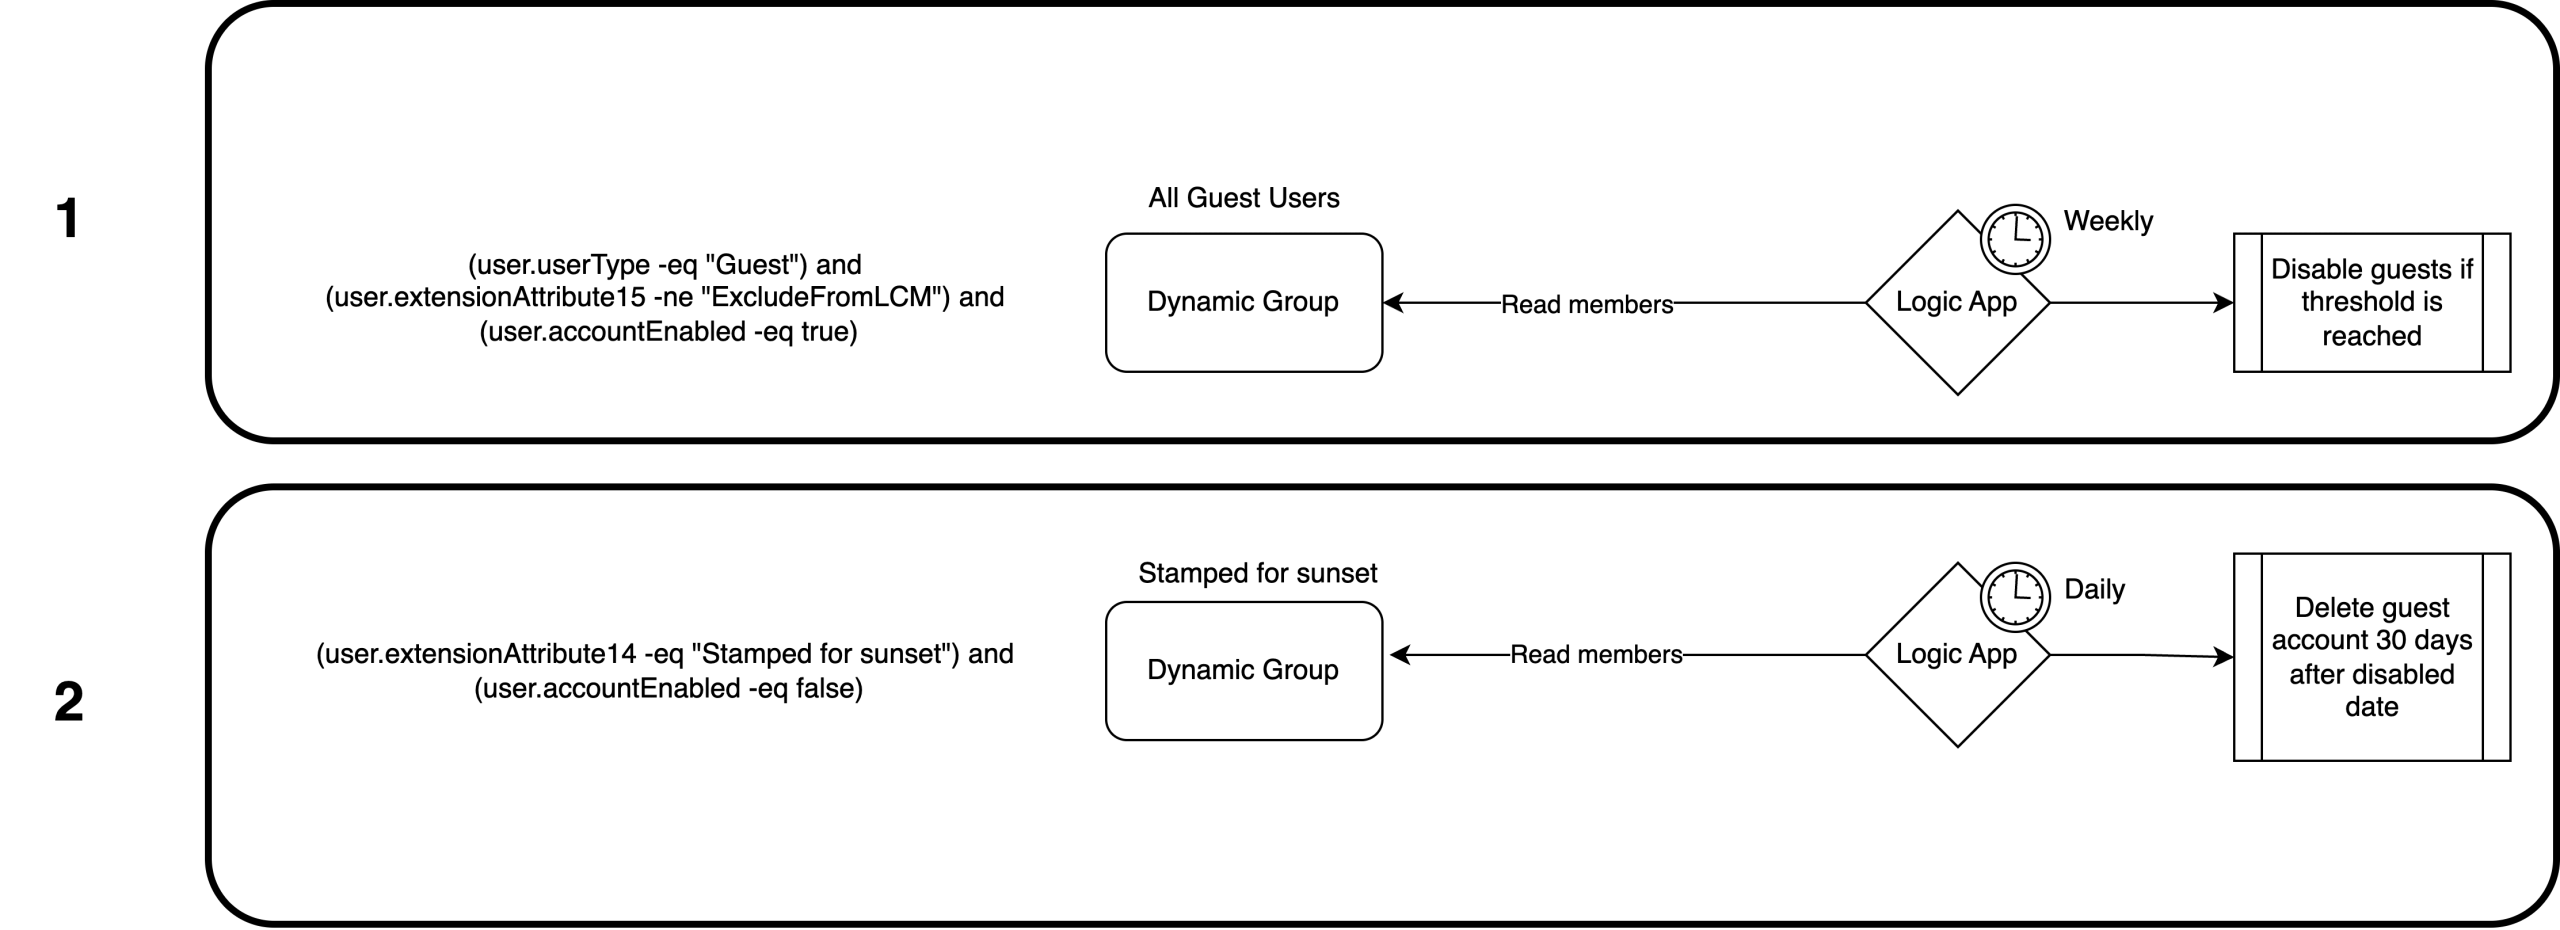 1
All Guest Users
(user.userType -eq "Guest") and
(user.extensionAttribute15 -ne "ExcludeFromLCM") and
(user.accountEnabled -eq true)
Dynamic Group
Read members
Logic App
Weekly
Disable guests if
threshold is
reached
2
Stamped for sunset
(user.extensionAttribute14 -eq "Stamped for sunset") and
(user.accountEnabled -eq false)
Dynamic Group
Read members
Logic App
Daily
Delete guest
account 30 days
after disabled
date